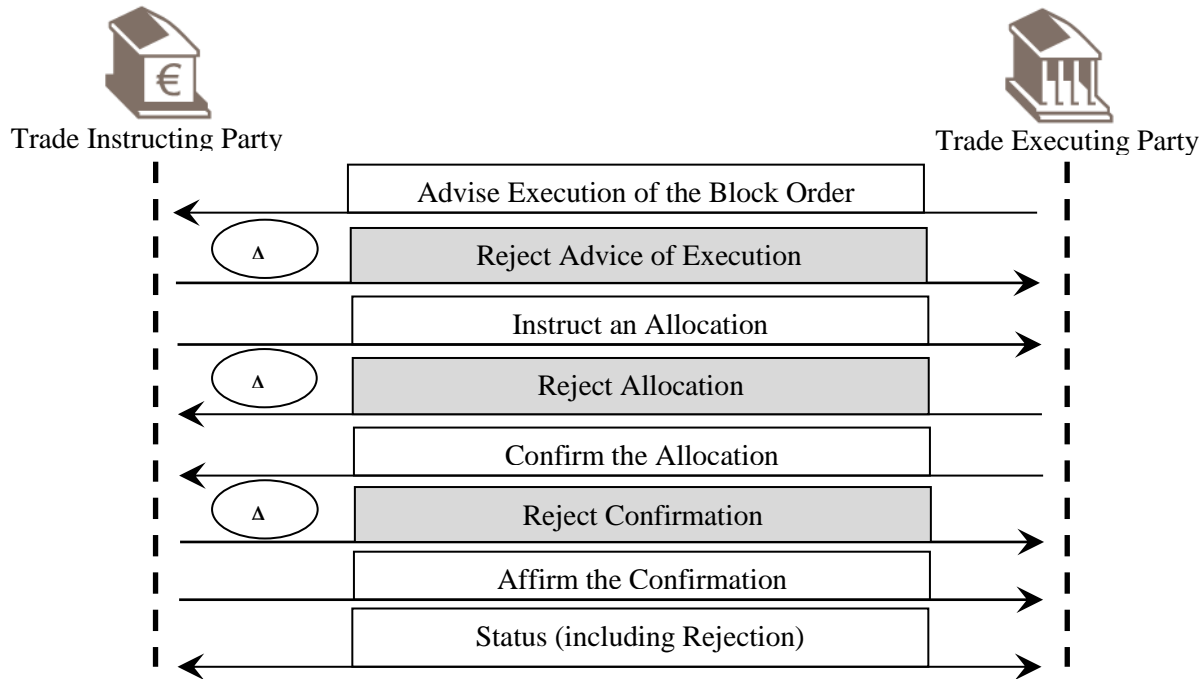 €
Trade Instructing Party
Trade Executing Party
Advise Execution of the Block Order
Δ
Reject Advice of Execution
Instruct an Allocation
Δ
Reject Allocation
Confirm the Allocation
Δ
Reject Confirmation
Affirm the Confirmation
Status (including Rejection)